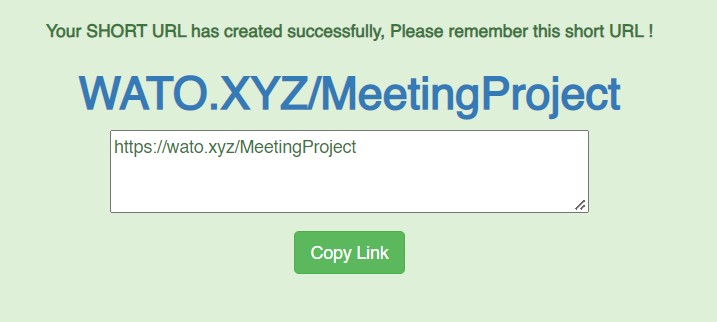 Your SHORT URL has created successfully, Please remember this short URL !
WATO.XYZ/MeetingProject
https://wato.xyz/MeetingProject
Copy Link